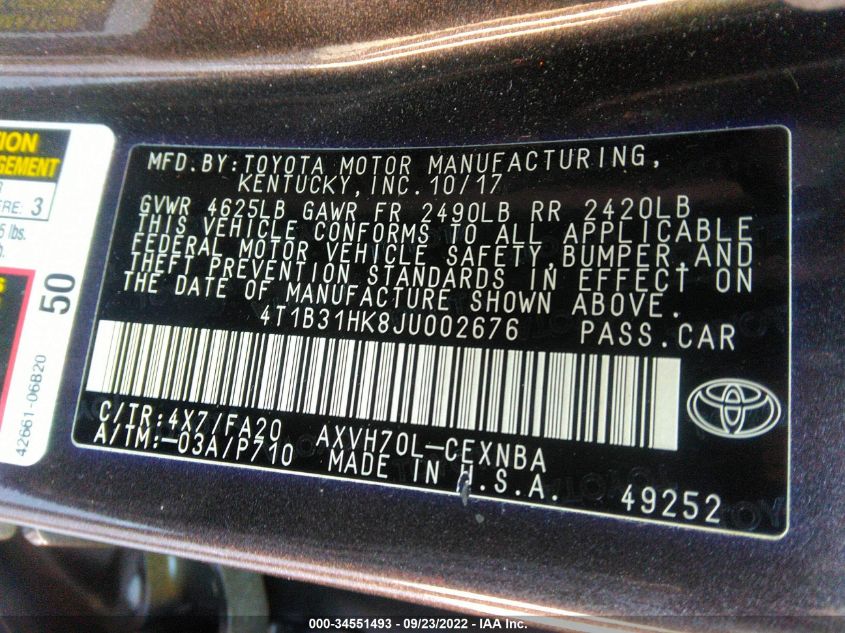 MFD.BY:TOYOTA MOTOR MANUFACTURING,
KENTUCKY,INC.10/17
GVWR 4625LB GAWR FR 2490LB RR 2420LB
THIS VEHICLE CONFORMS TO ALL APPLICABLE
FEDERAL MOTOR VEHICLE SAFETY,BUMPER,AND
THEFT PREVENTION STANDARDS IN EFFECT ON
THE DATE OF MANUFACTURE SHOWN ABOVE.
4T1B31HK8JU002676 PASS.CAR
C/TR:4X7/FA20 AXVH70L-CEXNBA
A/TM:-03A/P710 MADE IN U.S.A.
49252
3
lbs.
50
42661-06B20
000-34551493 - 09/23/2022 - IAA Inc.